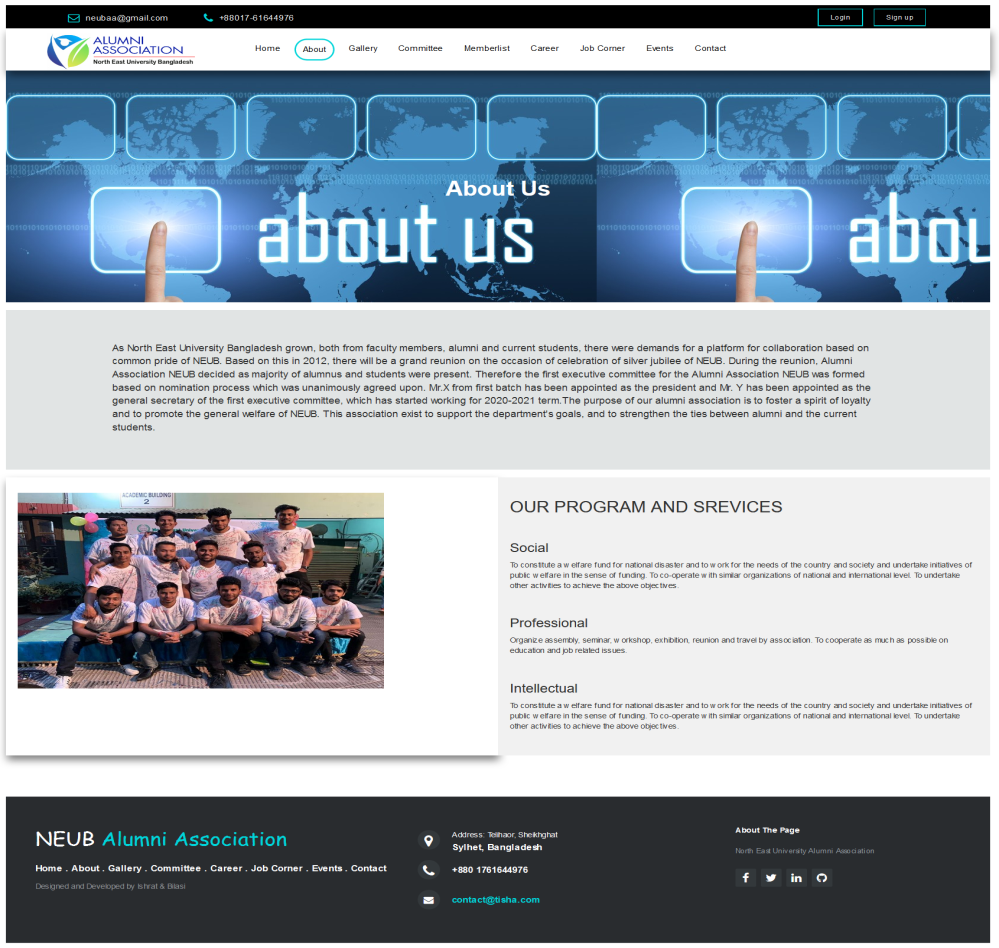 neubaa@gmail.com +88017-61644976 Login Sign up
ALUMNI
ASSOCIATION
North East University Bangladesh
Home About Gallery Committee Memberlist Career Job Corner Events Contact
About Us
about us
abou
As North East University Bangladesh grown, both from faculty members, alumni and current students, there were demands for a platform for collaboration based on
common pride of NEUB. Based on this in 2012, there will be a grand reunion on the occasion of celebration of silver jubilee of NEUB. During the reunion, Alumni
Association NEUB decided as majority of alumnus and students were present. Therefore the first executive committee for the Alumni Association NEUB was formed
based on nomination process which was unanimously agreed upon. Mr.X from first batch has been appointed as the president and Mr. Y has been appointed as the
general secretary of the first executive committee, which has started working for 2020-2021 term.The purpose of our alumni association is to foster a spirit of loyalty
and to promote the general welfare of NEUB. This association exist to support the department's goals, and to strengthen the ties between alumni and the current
students.
ACADEMIC BUILDING
2
OUR PROGRAM AND SREVICES
Social
To constitute a welfare fund for national disaster and to work for the needs of the country and society and undertake initiatives of
public welfare in the sense of funding. To co-operate with similar organizations of national and international level. To undertake
other activities to achieve the above objectives.
Professional
Organize assembly, seminar, workshop, exhibition, reunion and travel by association. To cooperate as much as possible on
education and job related issues.
Intellectual
To constitute a welfare fund for national disaster and to work for the needs of the country and society and undertake initiatives of
public welfare in the sense of funding. To co-operate with similar organizations of national and international level. To undertake
other activities to achieve the above objectives.
NEUB Alumni Association
Home . About . Gallery . Committee . Career . Job Corner . Events . Contact
Designed and Developed by Ishrat & Bilasi
Address: Telihaor, Sheikhghat
Sylhet, Bangladesh
+880 1761644976
contact@tisha.com
About The Page
North East University Alumni Association